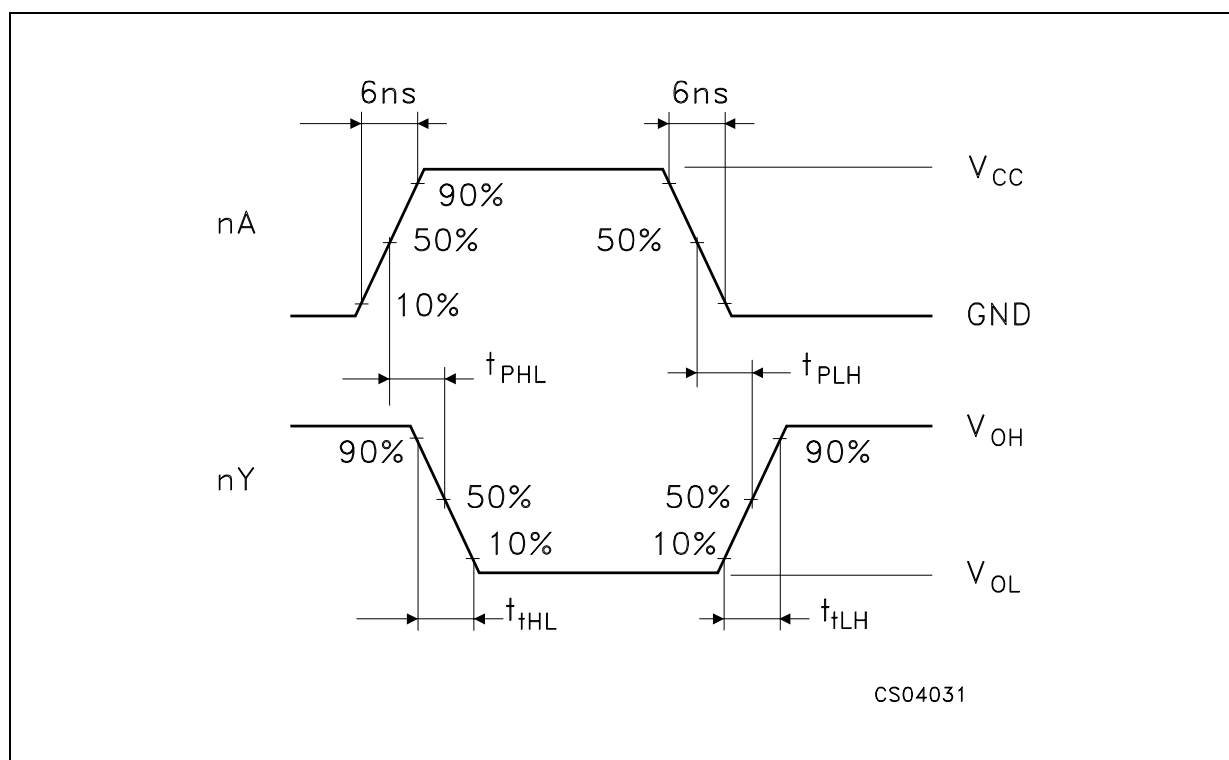 6ns 6ns
V_CC
90%
nA
50% 50%
10%
GND
t_PHL t_PLH
V_OH
90% 90%
nY
50% 50%
10% 10%
V_OL
t_tHL t_tLH
CS04031